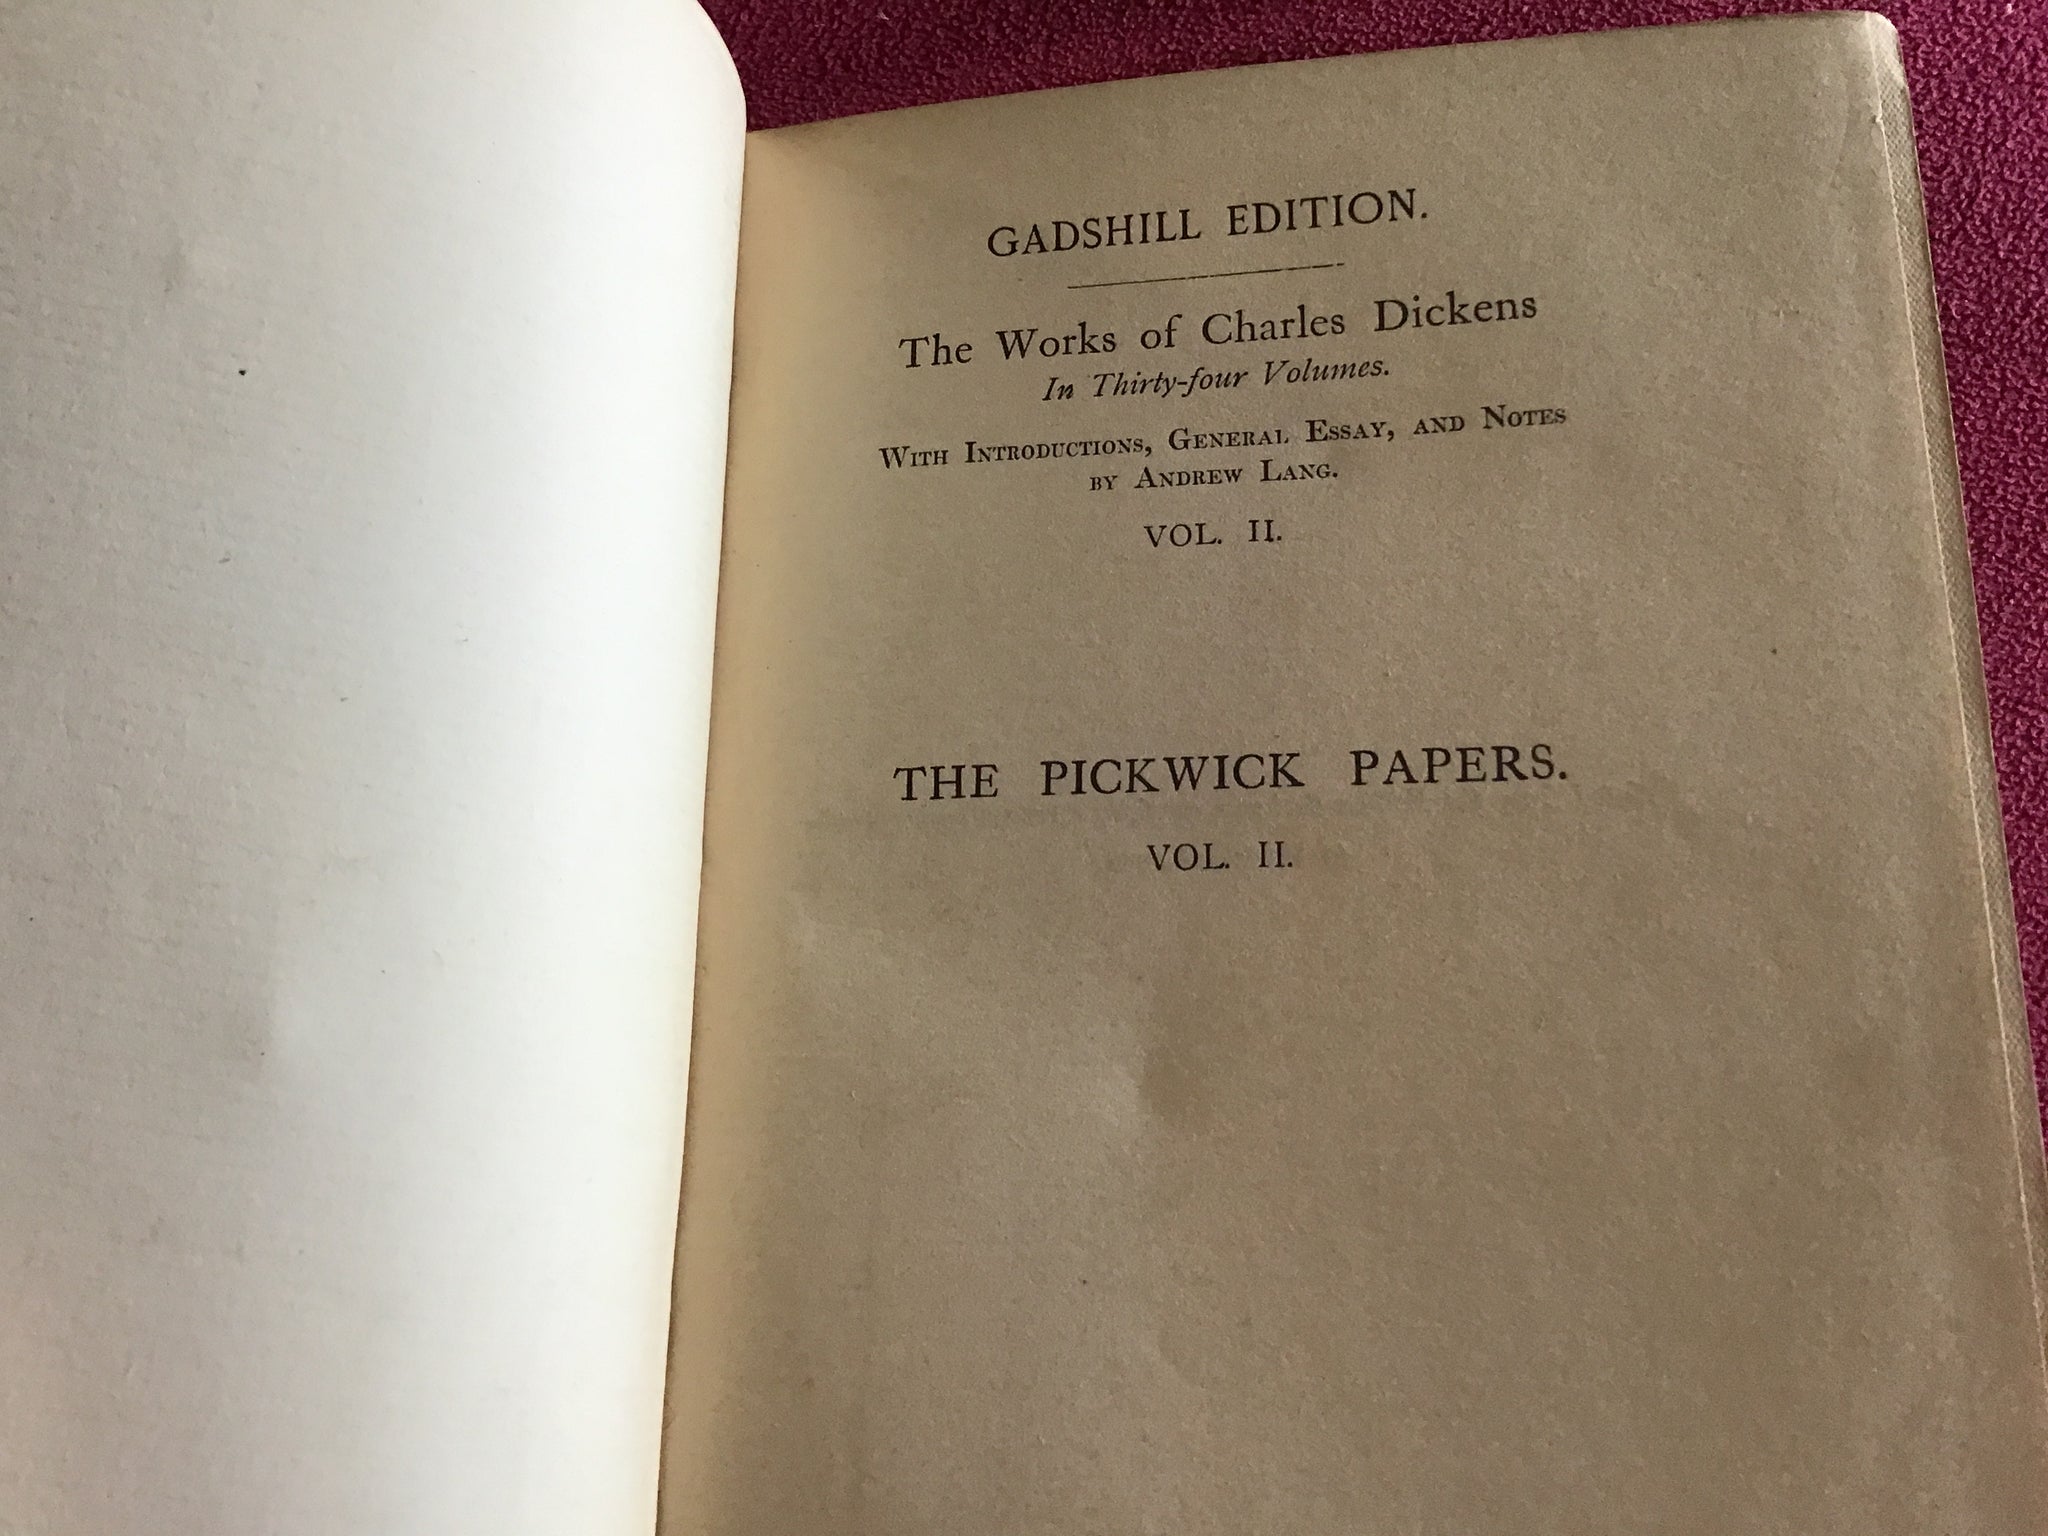 GADSHILL EDITION.
The Works of Charles Dickens
In Thirty-four Volumes.
WITH INTRODUCTIONS, GENERAL ESSAY, AND NOTES
BY ANDREW LANG.
VOL. II.
THE PICKWICK PAPERS.
VOL. II.